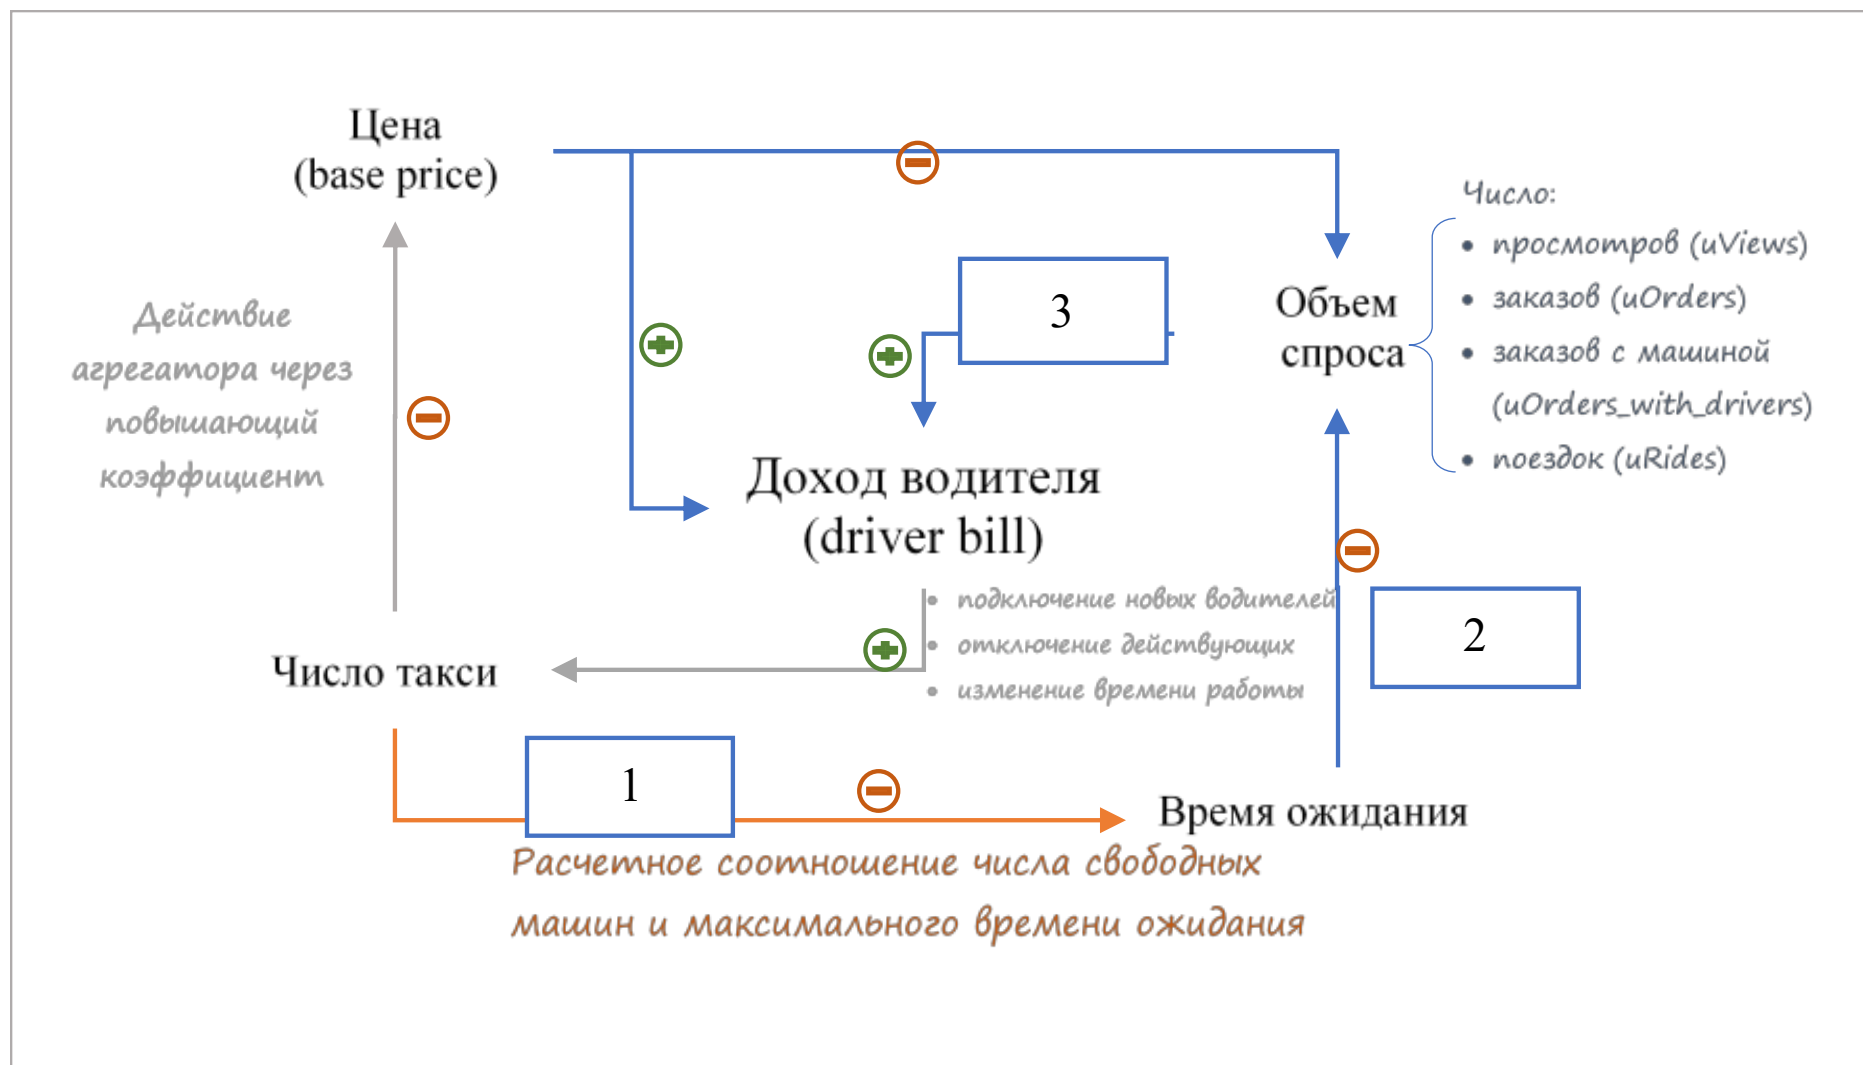 Цена
(base price)
Число:
• просмотров (uViews)
• заказов (uOrders)
• заказов с машиной
(uOrders_with_drivers)
• поездок (uRides)
Объем
спроса
3
Действие
агрегатора через
повышающий
коэффициент
Доход водителя
(driver bill)
• подключение новых водителей
• отключение действующих
• изменение времени работы
2
Число такси
1
Время ожидания
Расчетное соотношение числа свободных
машин и максимального времени ожидания